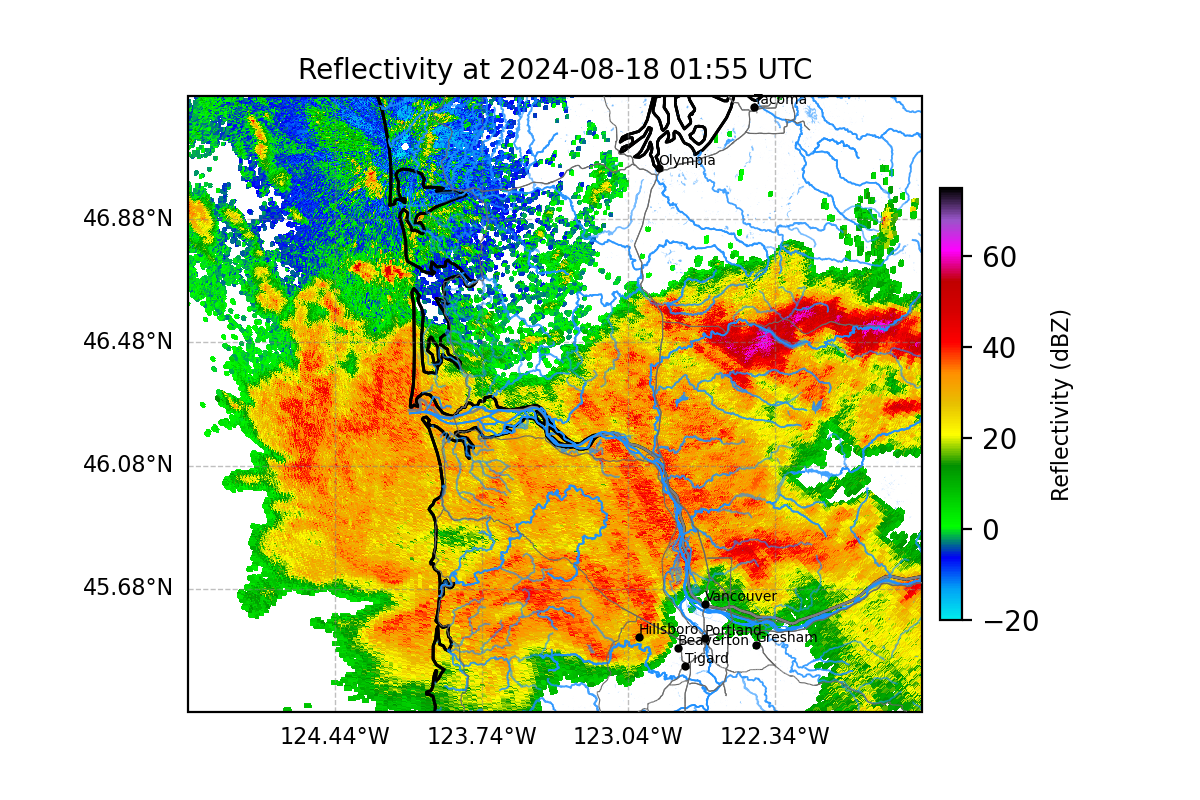 Reflectivity at 2024-08-18 01:55 UTC
Tacoma
Olympia
46.88°N
46.48°N
46.08°N
45.68°N
Vancouver
Hillsboro
Portland
Beaverton
Gresham
Tigard
124.44°W
123.74°W
123.04°W
122.34°W
60
40
20
0
−20
Reflectivity (dBZ)